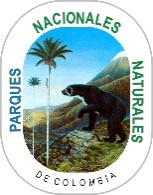 PARQUES
NACIONALES
NATURALES
DE COLOMBIA